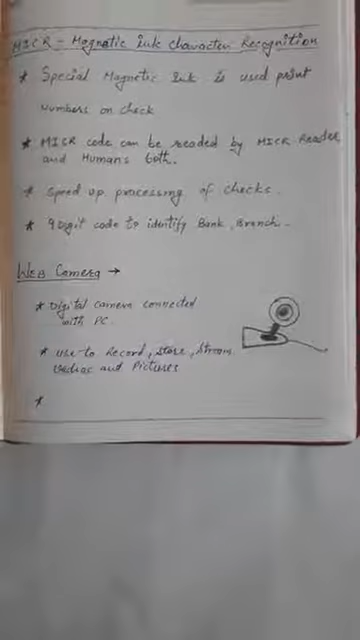 MICR - Magnetic Ink Character Recognition
* Special Magnetic Ink is used print
numbers on check
* MICR code can be readed by MICR Reader
and Humans both.
* Speed up processing of checks.
* 9 Digit code to identify Bank, Branch.
WEB Camera →
* Digital camera connected
with PC.
* Use to Record, Store, Stream
Vedios and Pictures
*